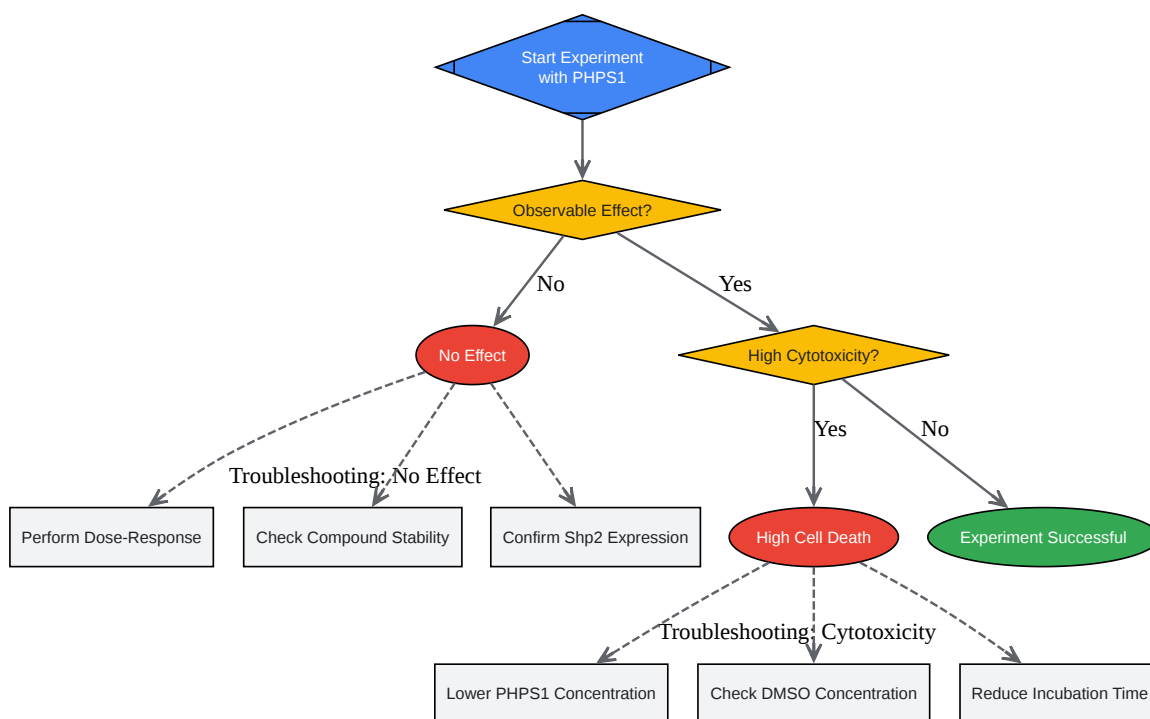 Start Experiment
with PHPS1
Observable Effect?
No
Yes
No Effect
High Cytotoxicity?
Yes
No
Troubleshooting: No Effect
Perform Dose-Response
Check Compound Stability
Confirm Shp2 Expression
High Cell Death
Experiment Successful
Troubleshooting: Cytotoxicity
Lower PHPS1 Concentration
Check DMSO Concentration
Reduce Incubation Time